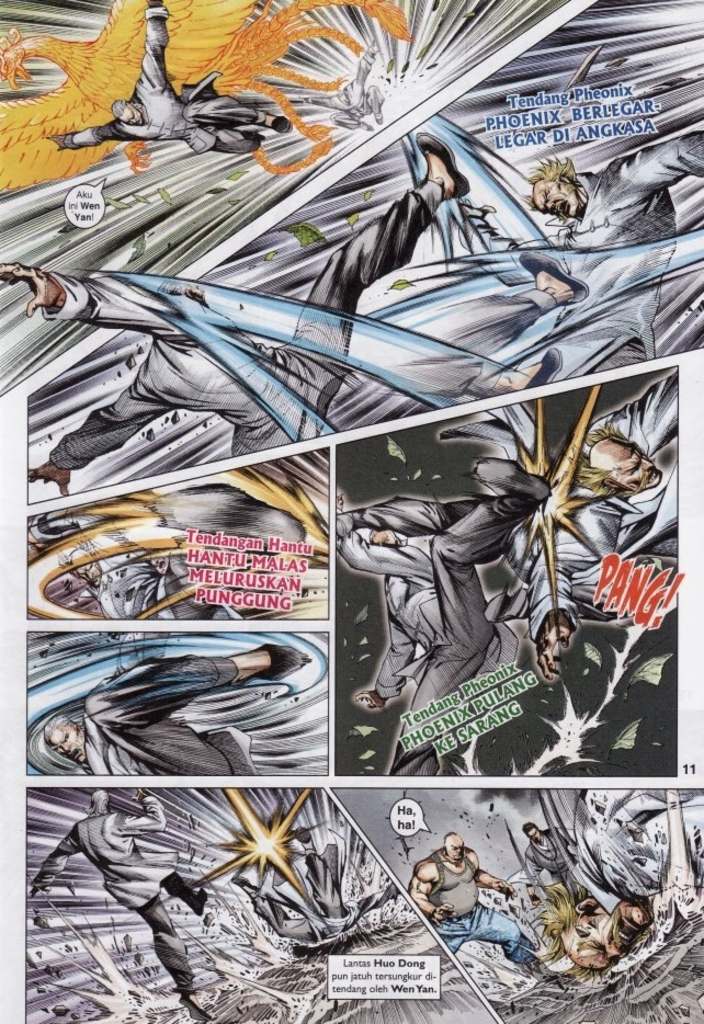 Aku
ini Wen
Yan!
Tendang Pheonix
PHOENIX BERLEGAR-
LEGAR DI ANGKASA
Tendangan Hantu
HANTU MALAS
MELURUSKAN
PUNGGUNG
PANG!
Tendang Pheonix
PHOENIX PULANG
KE SARANG
11
Ha,
ha!
Lantas Huo Dong
pun jatuh tersungkur di-
tendang oleh Wen Yan.